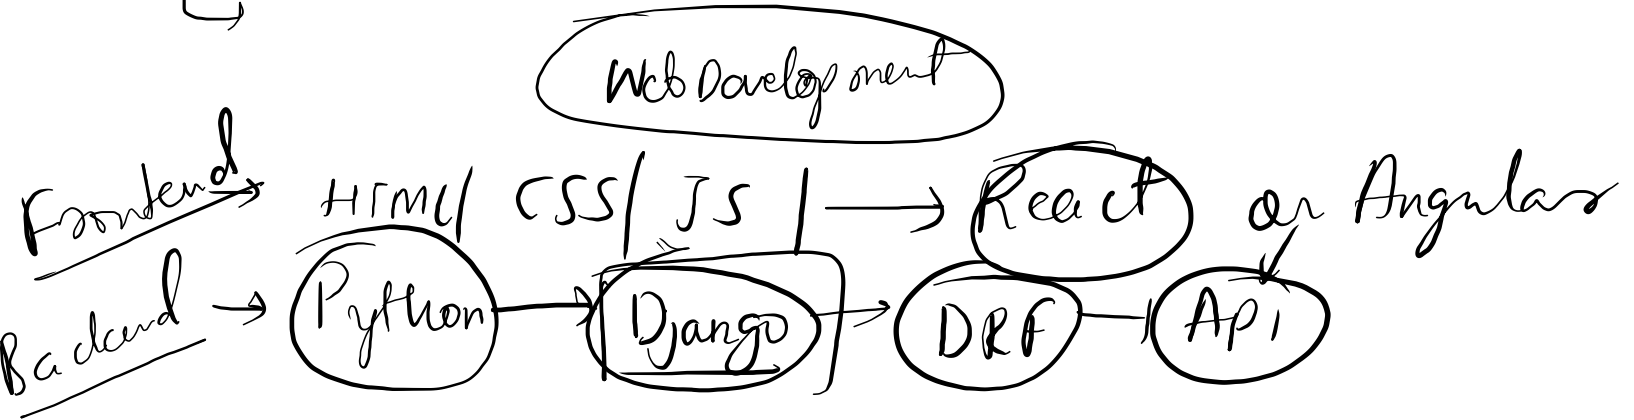 Web Development
Frontend → HTML / CSS / JS | → React or Angular
Backend → Python → Django → DRF - Api